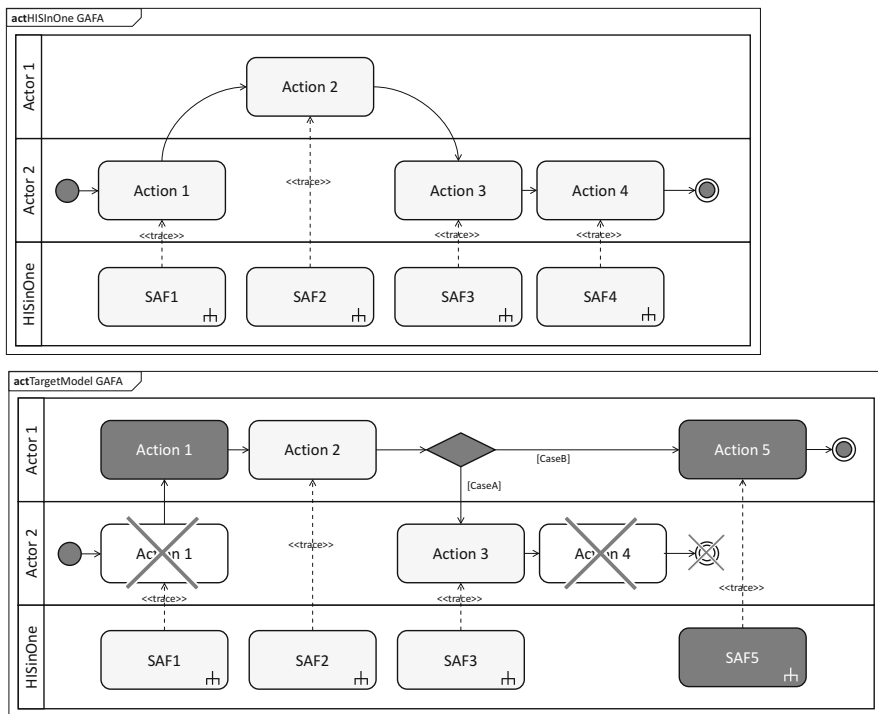 actHISInOne GAFA
Actor 1
Action 2
Actor 2
Action 1
<<trace>>
Action 3
Action 4
<<trace>>
<<trace>>
<<trace>>
HISinOne
SAF1
SAF2
SAF3
SAF4
actTargetModel GAFA
Actor 1
Action 1
Action 2
[CaseB]
Action 5
[CaseA]
Actor 2
Action 1
<<trace>>
Action 3
Action 4
<<trace>>
<<trace>>
<<trace>>
HISinOne
SAF1
SAF2
SAF3
SAF5